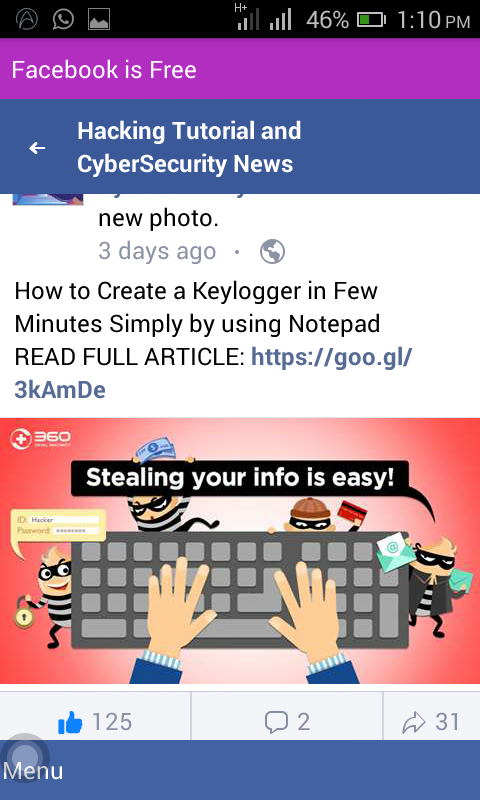 H+
46%
1:10 PM
Facebook is Free
Hacking Tutorial and
CyberSecurity News
new photo.
3 days ago
How to Create a Keylogger in Few
Minutes Simply by using Notepad
READ FULL ARTICLE: https://goo.gl/
3kAmDe
360
TOTAL SECURITY
Stealing your info is easy!
ID: Hacker
Password: ********
125
2
31
Menu